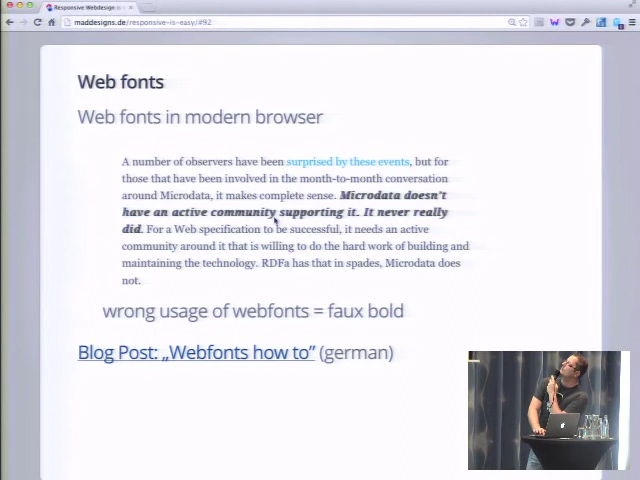 Responsive Webdesign
maddesigns.de/responsive-is-easy/#92
Web fonts
Web fonts in modern browser
A number of observers have been surprised by these events, but for
those that have been involved in the month-to-month conversation
around Microdata, it makes complete sense. Microdata doesn't
have an active community supporting it. It never really
did. For a Web specification to be successful, it needs an active
community around it that is willing to do the hard work of building and
maintaining the technology. RDFa has that in spades, Microdata does
not.
wrong usage of webfonts = faux bold
Blog Post: „Webfonts how to” (german)